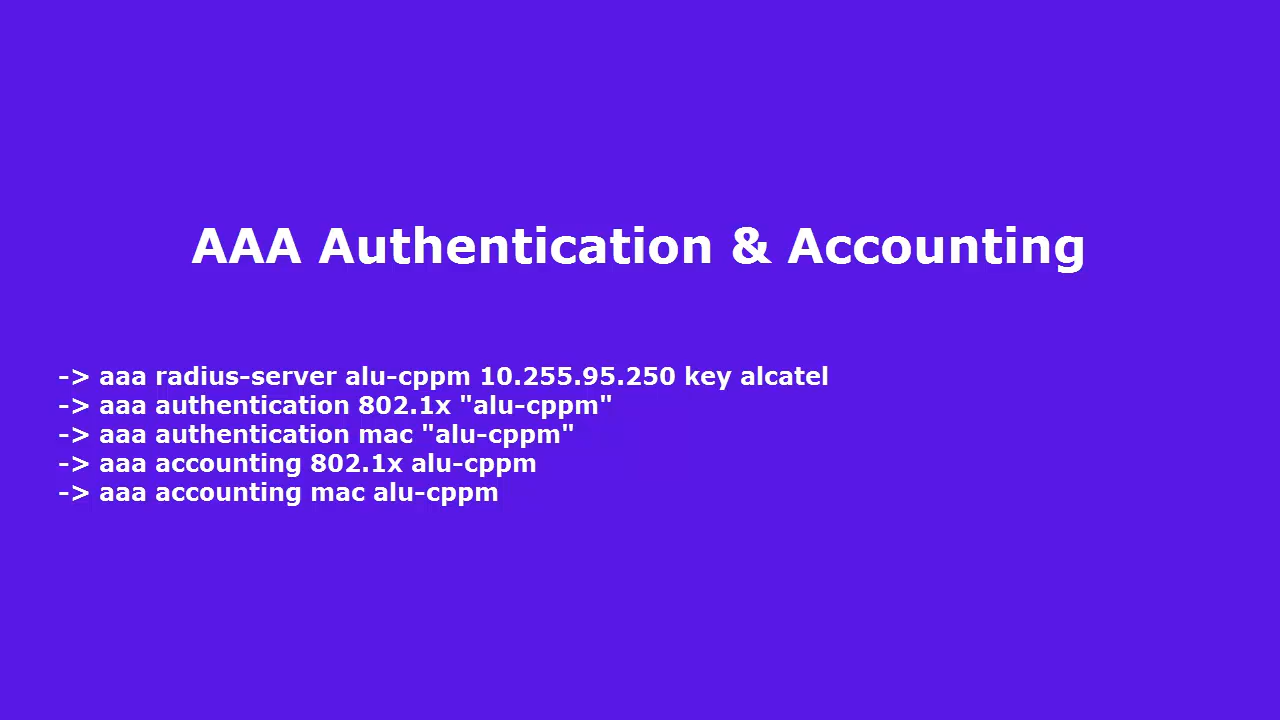 AAA Authentication & Accounting
-> aaa radius-server alu-cppm 10.255.95.250 key alcatel
-> aaa authentication 802.1x "alu-cppm"
-> aaa authentication mac "alu-cppm"
-> aaa accounting 802.1x alu-cppm
-> aaa accounting mac alu-cppm